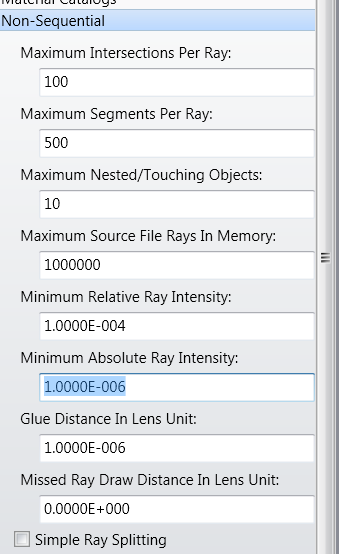 Material Catalogs
Non-Sequential
Maximum Intersections Per Ray:
100
Maximum Segments Per Ray:
500
Maximum Nested/Touching Objects:
10
Maximum Source File Rays In Memory:
1000000
Minimum Relative Ray Intensity:
1.0000E-004
Minimum Absolute Ray Intensity:
1.0000E-006
Glue Distance In Lens Unit:
1.0000E-006
Missed Ray Draw Distance In Lens Unit:
0.0000E+000
Simple Ray Splitting